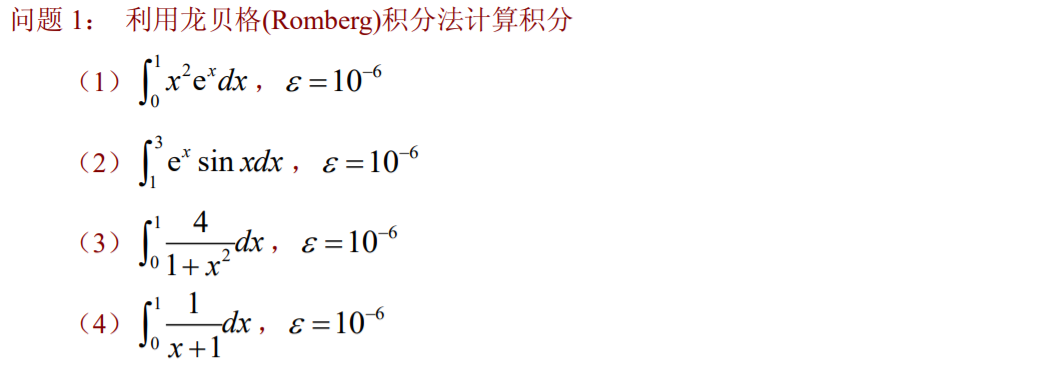 问题 1： 利用龙贝格(Romberg)积分法计算积分
（1）∫₀¹ x²eˣdx， ε = 10⁻⁶
（2）∫₁³ eˣ sin xdx， ε = 10⁻⁶
（3）∫₀¹ 4/(1+x²) dx， ε = 10⁻⁶
（4）∫₀¹ 1/(x+1) dx， ε = 10⁻⁶